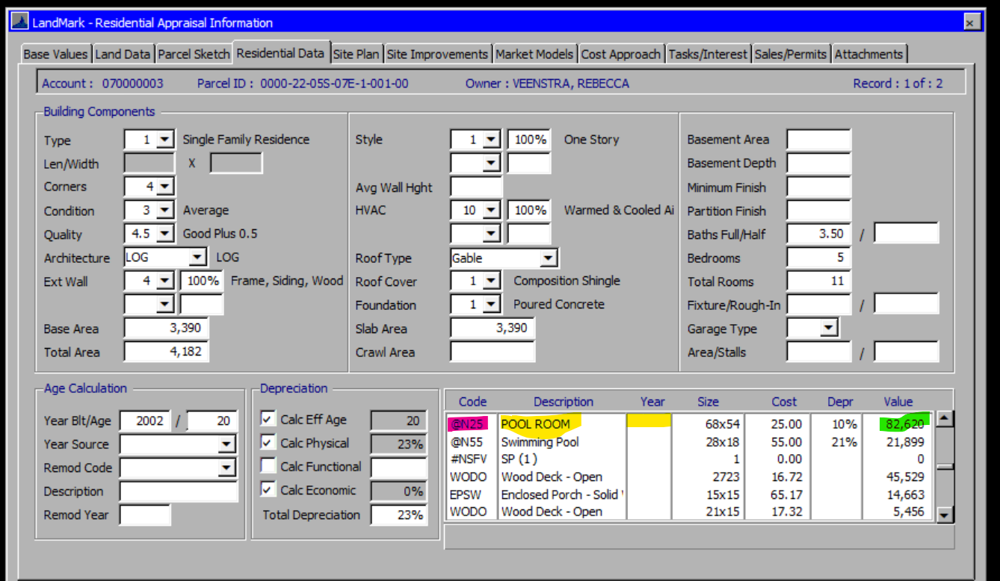 LandMark - Residential Appraisal Information
Base Values Land Data Parcel Sketch Residential Data Site Plan Site Improvements Market Models Cost Approach Tasks/Interest Sales/Permits Attachments
Account : 070000003 Parcel ID : 0000-22-05S-07E-1-001-00 Owner : VEENSTRA, REBECCA Record : 1 of : 2
Building Components
Type 1 Single Family Residence Style 1 100% One Story Basement Area
Len/Width X Basement Depth
Corners 4 Avg Wall Hght Minimum Finish
Condition 3 Average HVAC 10 100% Warmed & Cooled Ai Partition Finish
Quality 4.5 Good Plus 0.5 Baths Full/Half 3.50 /
Architecture LOG LOG Roof Type Gable Bedrooms 5
Ext Wall 4 100% Frame, Siding, Wood Roof Cover 1 Composition Shingle Total Rooms 11
Foundation 1 Poured Concrete Fixture/Rough-In /
Base Area 3,390 Slab Area 3,390 Garage Type
Total Area 4,182 Crawl Area Area/Stalls /
Age Calculation Depreciation
Code Description Year Size Cost Depr Value
Year Blt/Age 2002 / 20 Calc Eff Age 20 @N25 POOL ROOM 68x54 25.00 10% 82,620
Year Source Calc Physical 23% @N55 Swimming Pool 28x18 55.00 21% 21,899
#NSFV SP (1) 1 0.00 0
Remod Code Calc Functional WODO Wood Deck - Open 2723 16.72 45,529
Description Calc Economic 0% EPSW Enclosed Porch - Solid 15x15 65.17 14,663
Remod Year Total Depreciation 23% WODO Wood Deck - Open 21x15 17.32 5,456